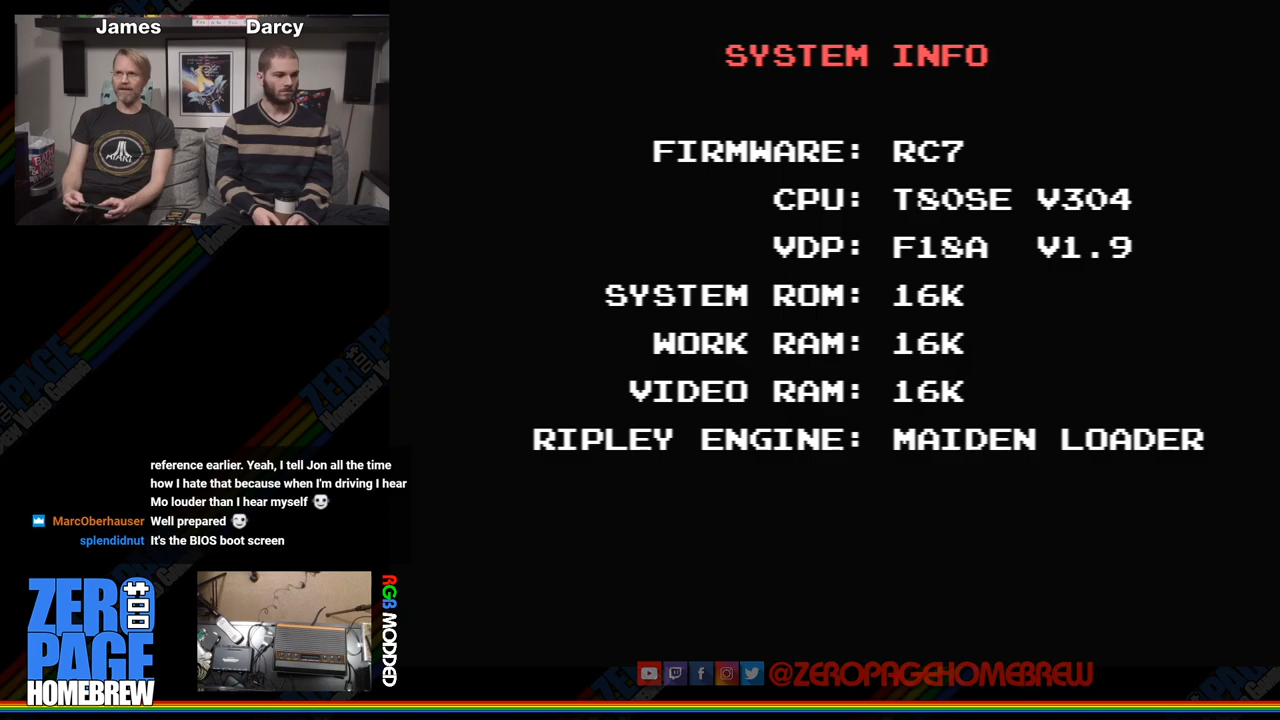 James
Darcy
ATARI
SYSTEM INFO
FIRMWARE: RC7
CPU: T80SE V304
VDP: F18A V1.9
SYSTEM ROM: 16K
WORK RAM: 16K
VIDEO RAM: 16K
RIPLEY ENGINE: MAIDEN LOADER
reference earlier. Yeah, I tell Jon all the time
how I hate that because when I'm driving I hear
Mo louder than I hear myself
MarcOberhauser Well prepared
splendidnut It's the BIOS boot screen
ZERO
PAGE
HOMEBREW
RGB MODDED
@ZEROPAGEHOMEBREW